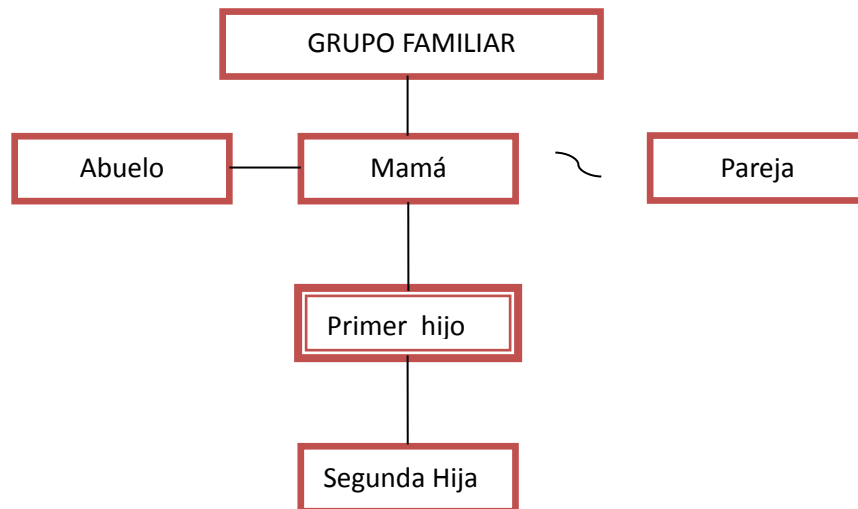 GRUPO FAMILIAR
Abuelo
Mamá
Pareja
Primer hijo
Segunda Hija